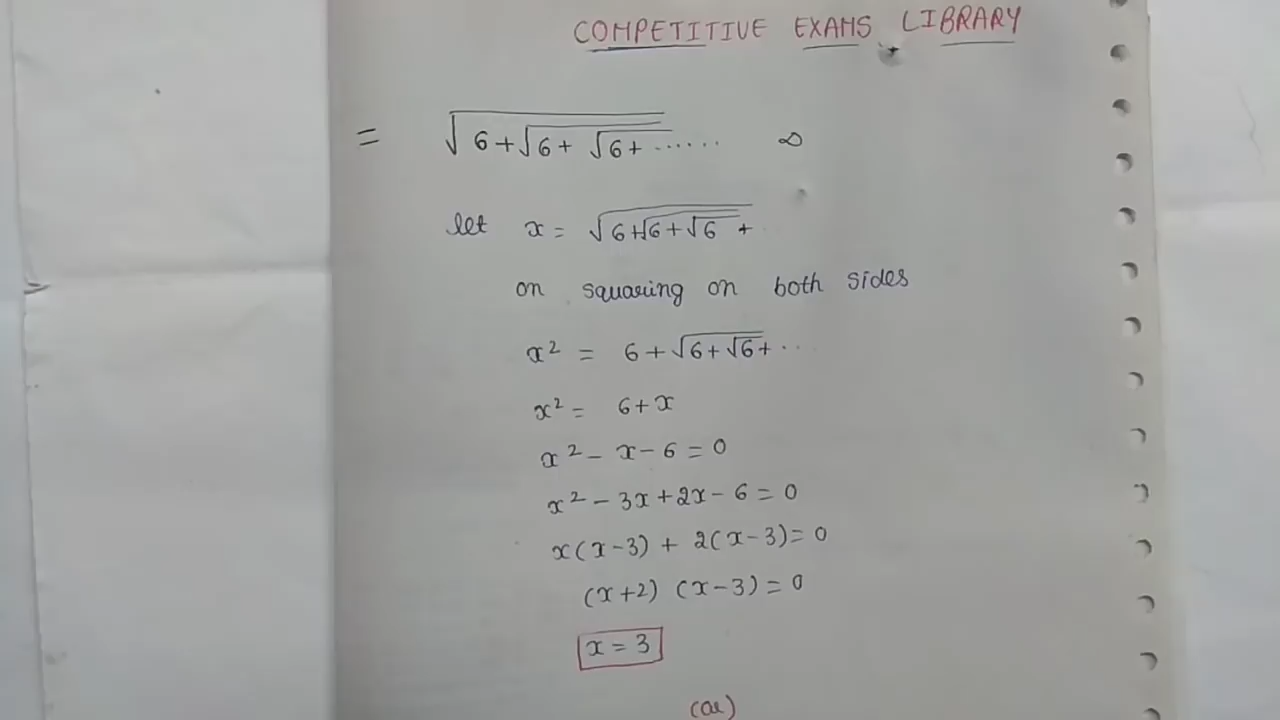 COMPETITIVE EXAMS LIBRARY
= √6+√6+ √6+ ...... ∞
let x = √6+√6+√6 +
on squaring on both sides
x² = 6+√6+√6+ ..
x² = 6+x
x² - x - 6 = 0
x² - 3x + 2x - 6 = 0
x(x-3) + 2(x-3) = 0
(x+2) (x-3) = 0
x = 3
(or)